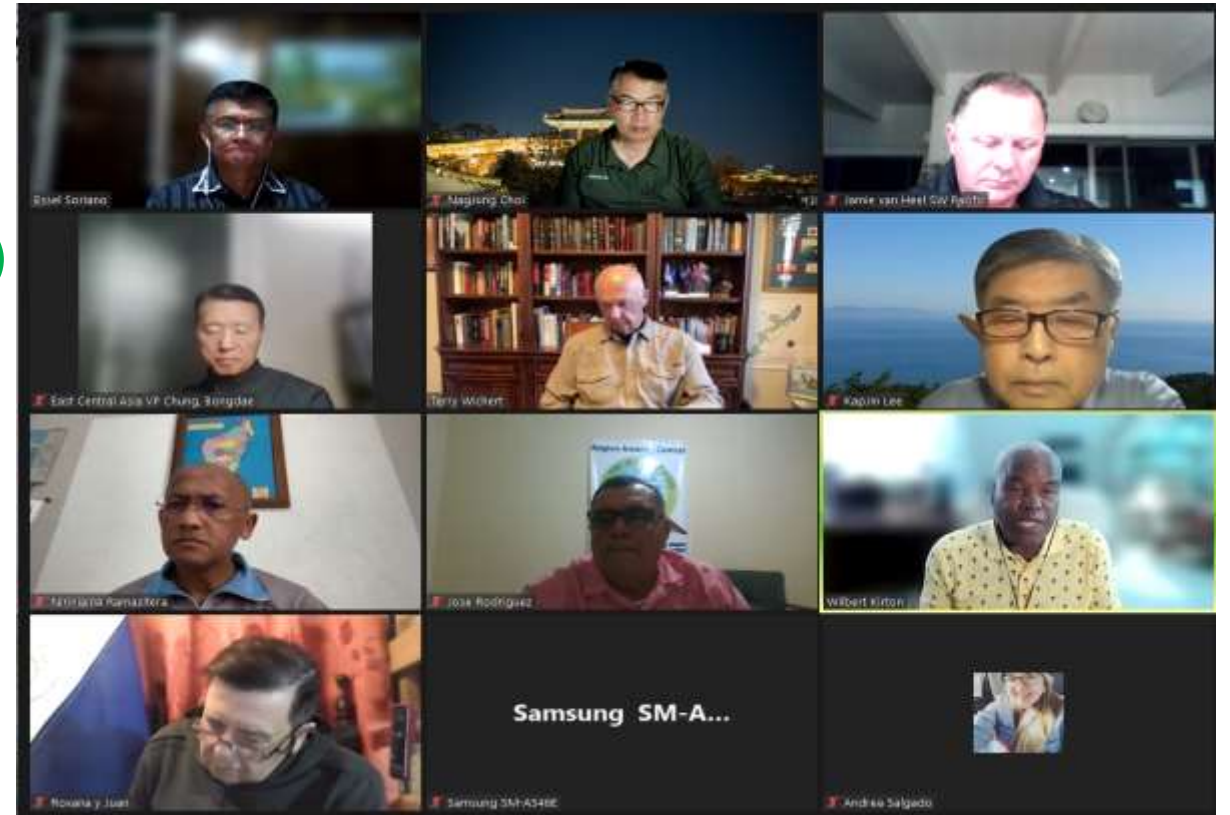 Essel Soriano
Nagjung Choi
Jamie van Heel SW Pacific
East Central Asia VP Chung, Bongdae
Terry Wichert
KapJin Lee
Jose Rodriguez
Wilbert Kirton
Roxana y Juan
Samsung SM-A...
Samsung SM-A546E
Andrea Salgado